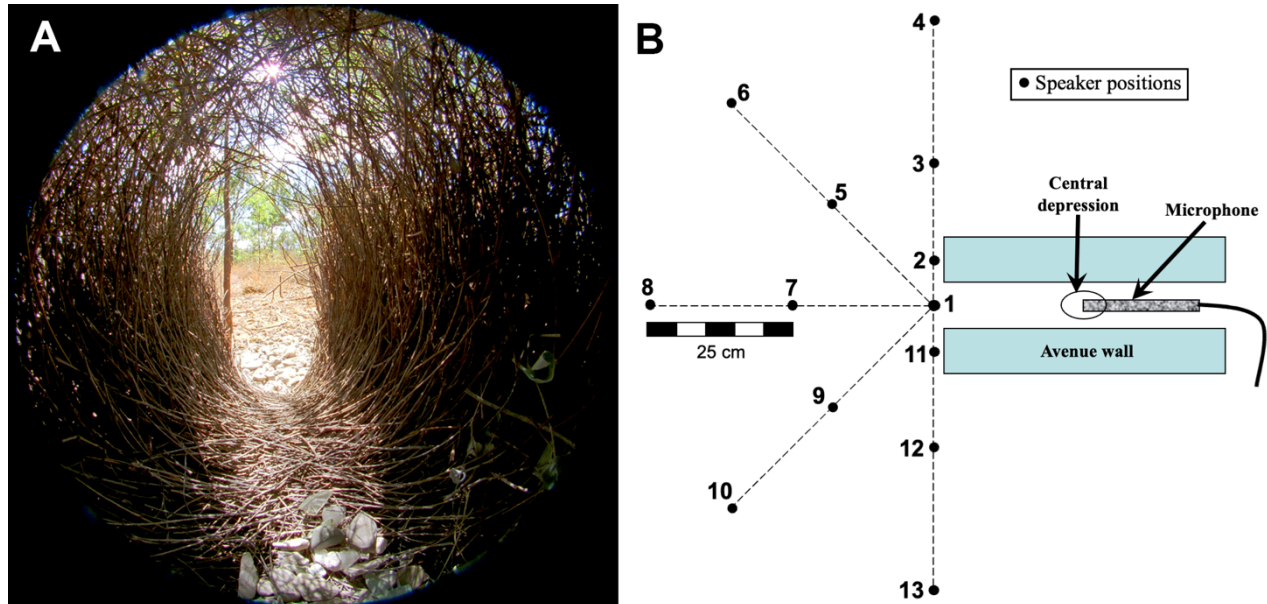 A
B
4
6
Speaker positions
3
Central
depression
5
Microphone
2
8
7
1
25 cm
11
Avenue wall
9
12
10
13